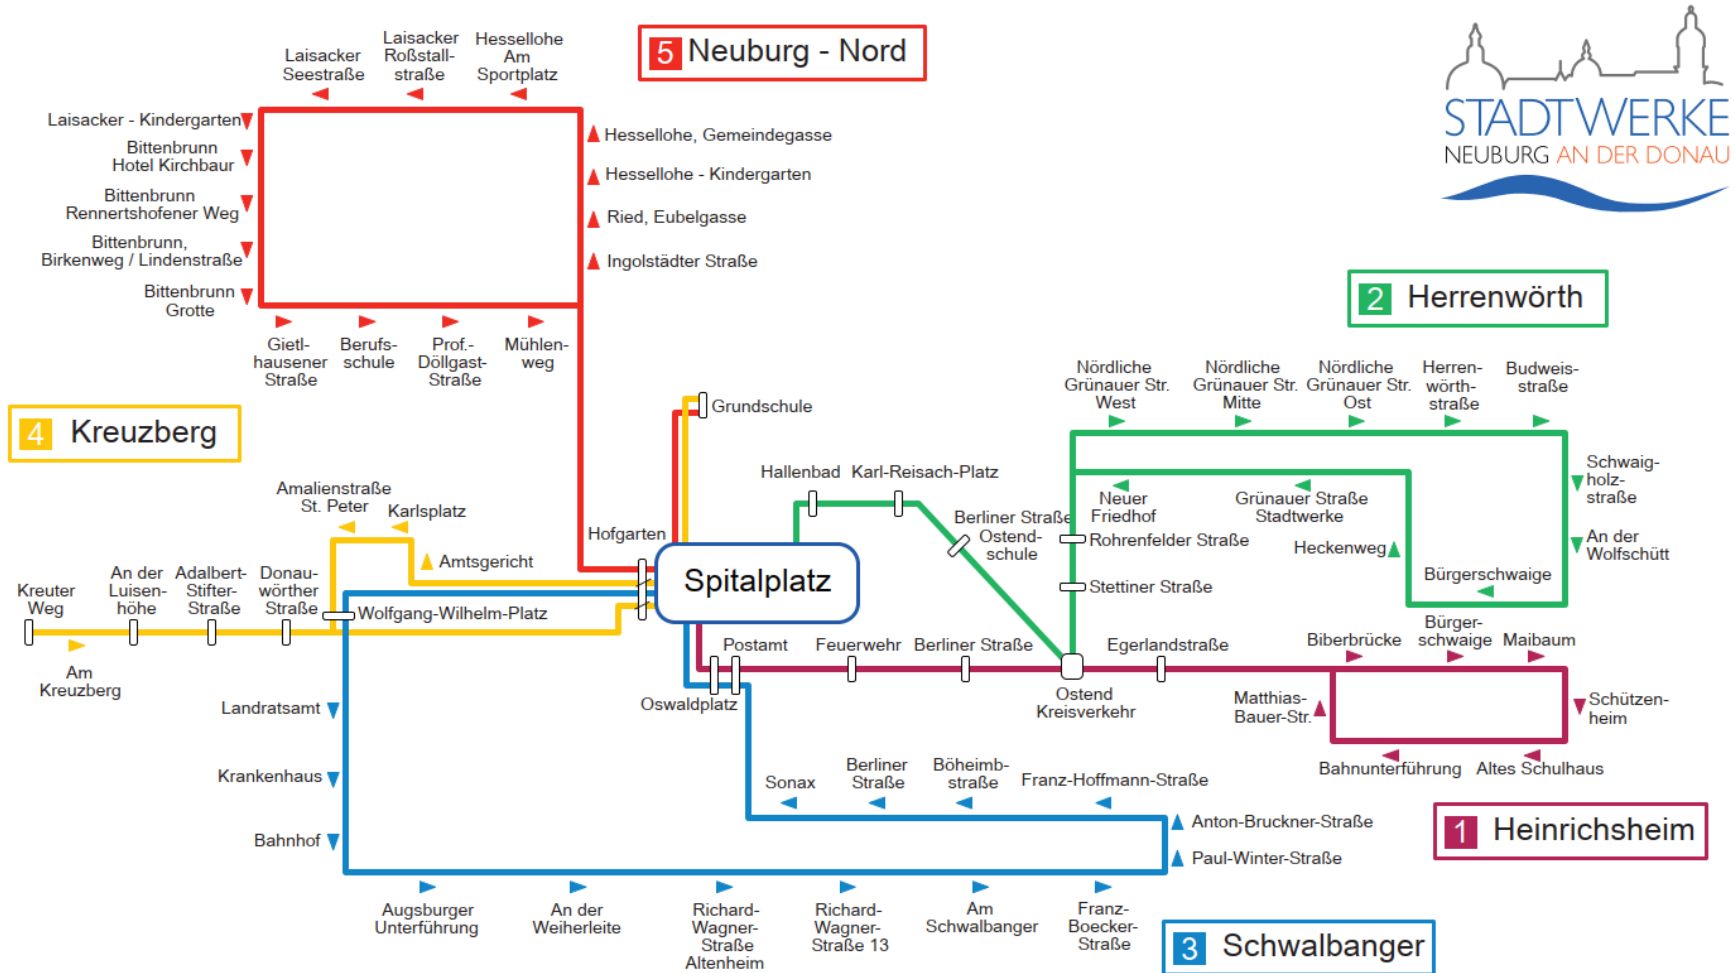 5 Neuburg - Nord
Laisacker
Seestraße
Laisacker
Roßstall-
straße
Hessellohe
Am
Sportplatz
Laisacker - Kindergarten
Bittenbrunn
Hotel Kirchbaur
Bittenbrunn
Rennertshofener Weg
Bittenbrunn,
Birkenweg / Lindenstraße
Bittenbrunn
Grotte
Hessellohe, Gemeindegasse
Hessellohe - Kindergarten
Ried, Eubelgasse
Ingolstädter Straße
Gietl-
hausener
Straße
Berufs-
schule
Prof.-
Döllgast-
Straße
Mühlen-
weg
STADTWERKE
NEUBURG AN DER DONAU
2 Herrenwörth
Nördliche
Grünauer Str.
West
Nördliche
Grünauer Str.
Mitte
Nördliche
Grünauer Str.
Ost
Herren-
wörth-
straße
Budweis-
straße
4 Kreuzberg
Grundschule
Hallenbad
Karl-Reisach-Platz
Berliner Straße
Ostend-
schule
Neuer
Friedhof
Grünauer Straße
Stadtwerke
Schwaig-
holz-
straße
Rohrenfelder Straße
Heckenweg
An der
Wolfschütt
Stettiner Straße
Bürgerschwaige
Amalienstraße
St. Peter
Karlsplatz
Hofgarten
Amtsgericht
Spitalplatz
Kreuter
Weg
An der
Luisen-
höhe
Adalbert-
Stifter-
Straße
Donau-
wörther
Straße
Wolfgang-Wilhelm-Platz
Am
Kreuzberg
Postamt
Feuerwehr
Berliner Straße
Egerlandstraße
Biberbrücke
Bürger-
schwaige
Maibaum
Oswaldplatz
Ostend
Kreisverkehr
Matthias-
Bauer-Str.
Schützen-
heim
Bahnunterführung
Altes Schulhaus
Landratsamt
Krankenhaus
Bahnhof
Sonax
Berliner
Straße
Böheimb-
straße
Franz-Hoffmann-Straße
Anton-Bruckner-Straße
Paul-Winter-Straße
1 Heinrichsheim
Augsburger
Unterführung
An der
Weiherleite
Richard-
Wagner-
Straße
Altenheim
Richard-
Wagner-
Straße 13
Am
Schwalbanger
Franz-
Boecker-
Straße
3 Schwalbanger